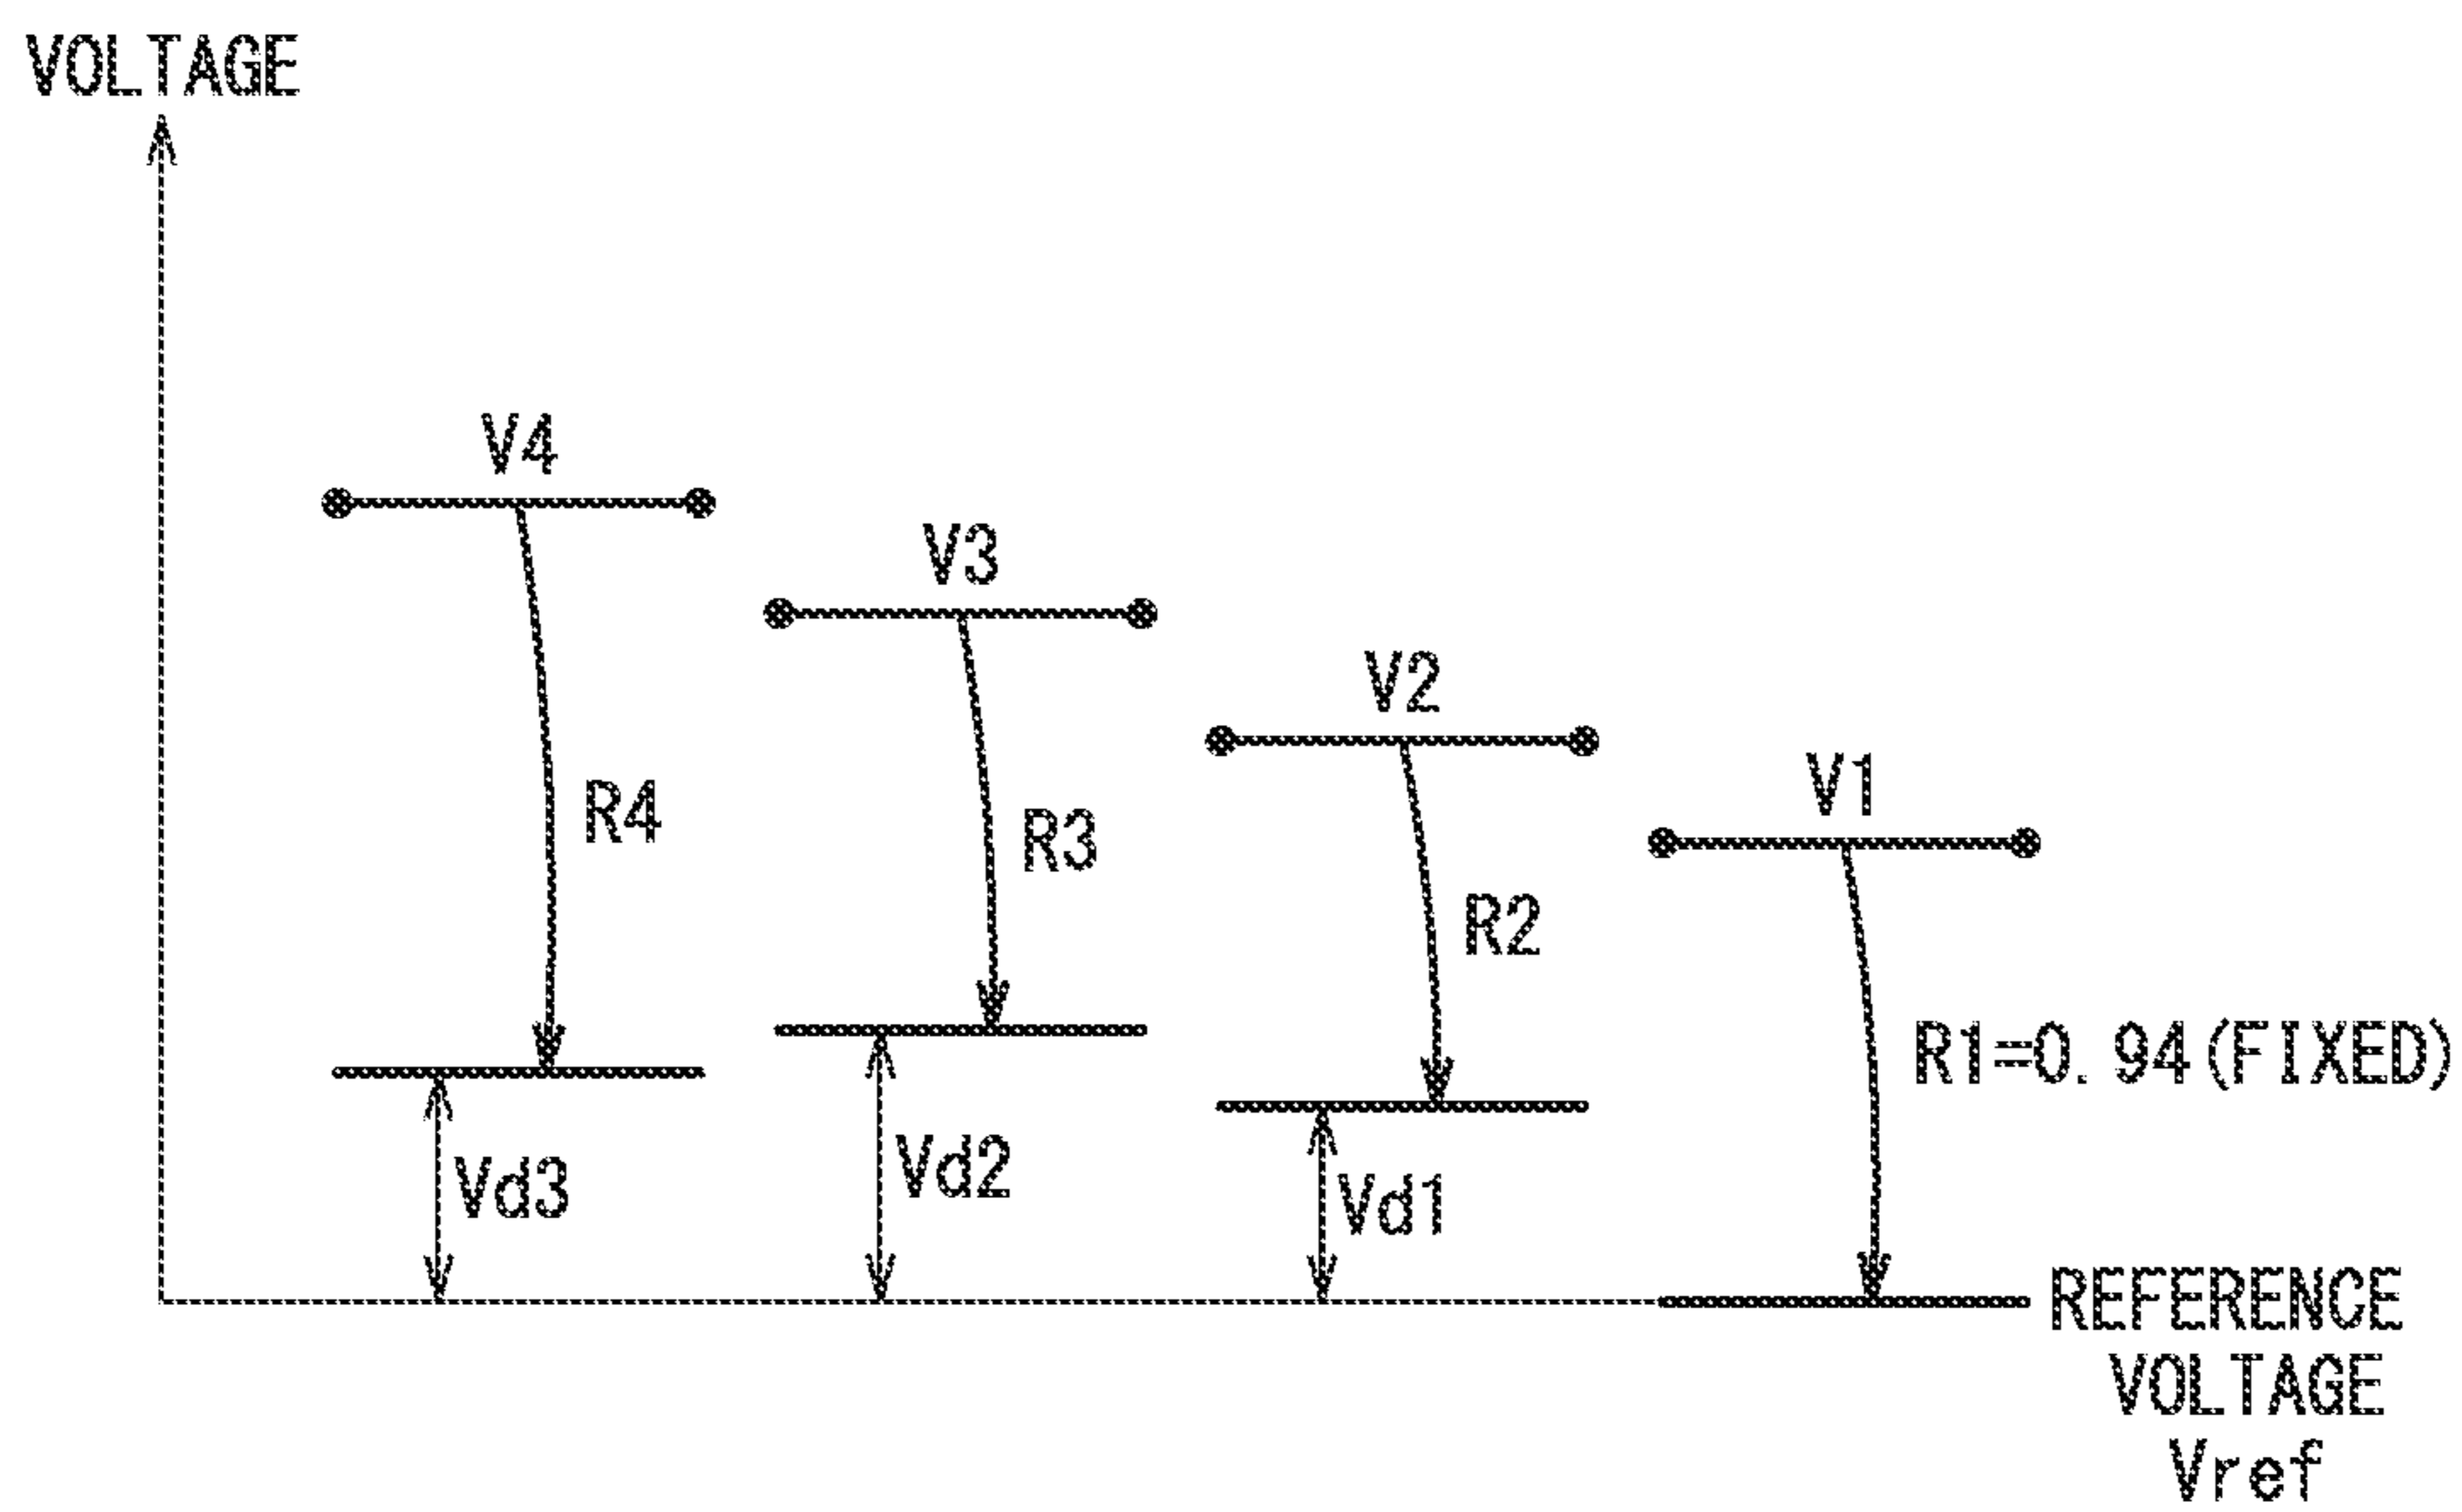 VOLTAGE
V4
V3
V2
V1
R4
R3
R2
R1=0.94(FIXED)
Vd3
Vd2
Vd1
REFERENCE
VOLTAGE
Vref